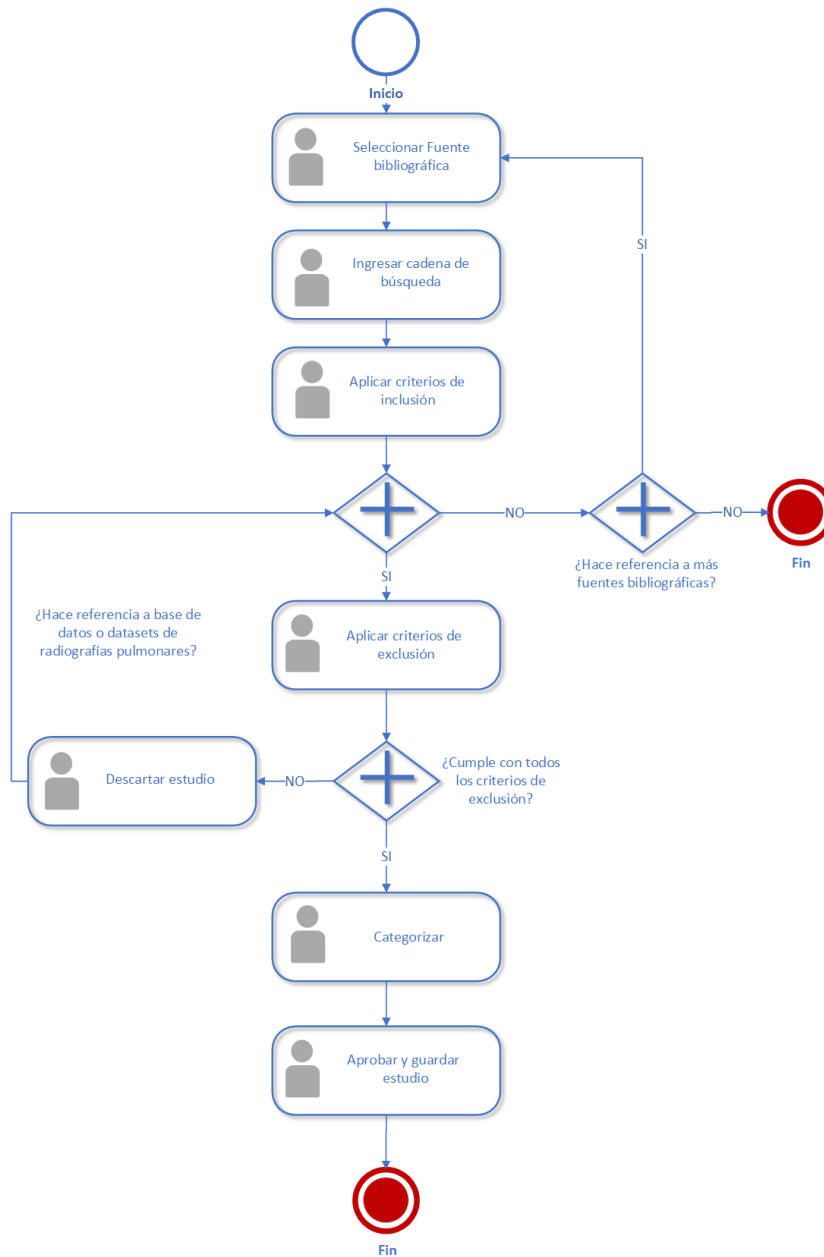 Inicio
Seleccionar Fuente
bibliográfica
SI
Ingresar cadena de
búsqueda
Aplicar criterios de
inclusión
NO
NO
¿Hace referencia a más
fuentes bibliográficas?
Fin
SI
¿Hace referencia a base de
datos o datasets de
radiografías pulmonares?
Aplicar criterios de
exclusión
¿Cumple con todos
los criterios de
exclusión?
Descartar estudio
NO
SI
Categorizar
Aprobar y guardar
estudio
Fin